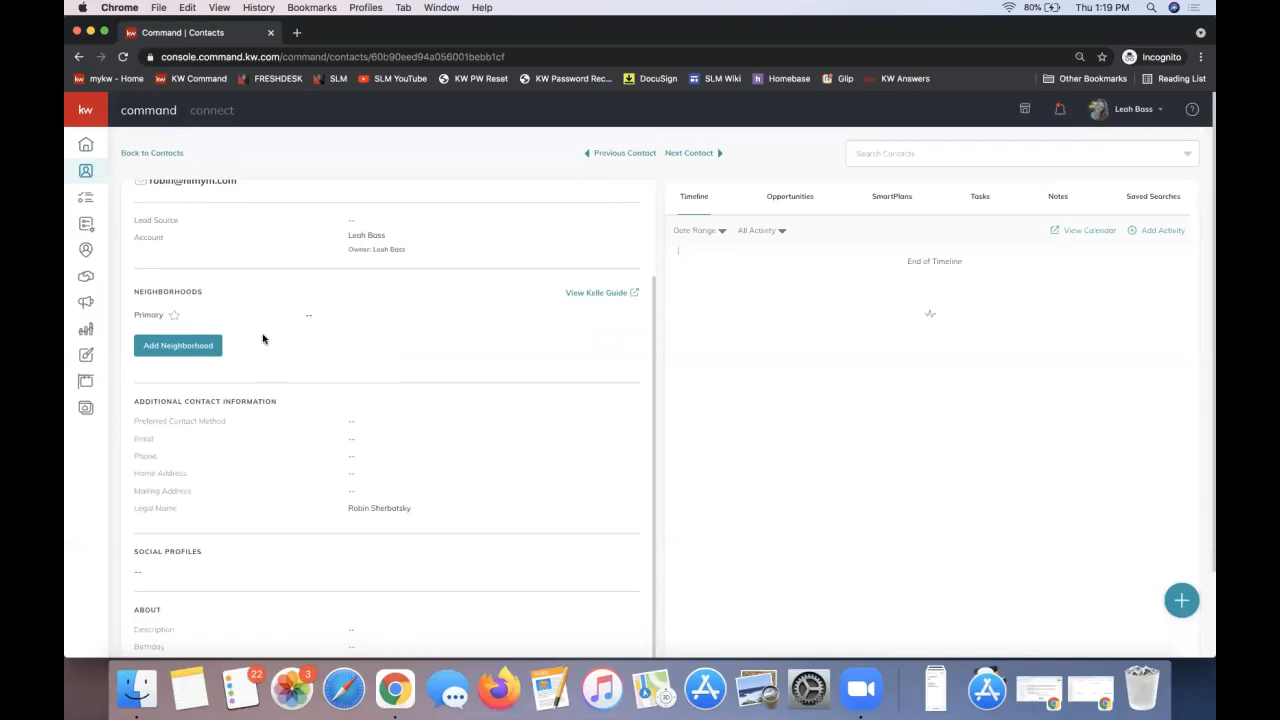 Chrome File Edit View History Bookmarks Profiles Tab Window Help 80% Thu 1:19 PM
Command | Contacts
console.command.kw.com/command/contacts/60b90eed94a056001bebb1cf Incognito
mykw - Home KW Command FRESHDESK SLM SLM YouTube KW PW Reset KW Password Rec... DocuSign SLM Wiki Homebase Glip KW Answers Other Bookmarks Reading List
kw command connect Leah Bass
Back to Contacts Previous Contact Next Contact Search Contacts
robin@himym.com
Timeline Opportunities SmartPlans Tasks Notes Saved Searches
Lead Source --
Account Leah Bass
Owner: Leah Bass
Date Range All Activity View Calendar Add Activity
End of Timeline
NEIGHBORHOODS View Kelle Guide
Primary --
Add Neighborhood
ADDITIONAL CONTACT INFORMATION
Preferred Contact Method --
Email --
Phone --
Home Address --
Mailing Address --
Legal Name Robin Sherbatsky
SOCIAL PROFILES
--
ABOUT
Description --
Birthday --
22
3
3D